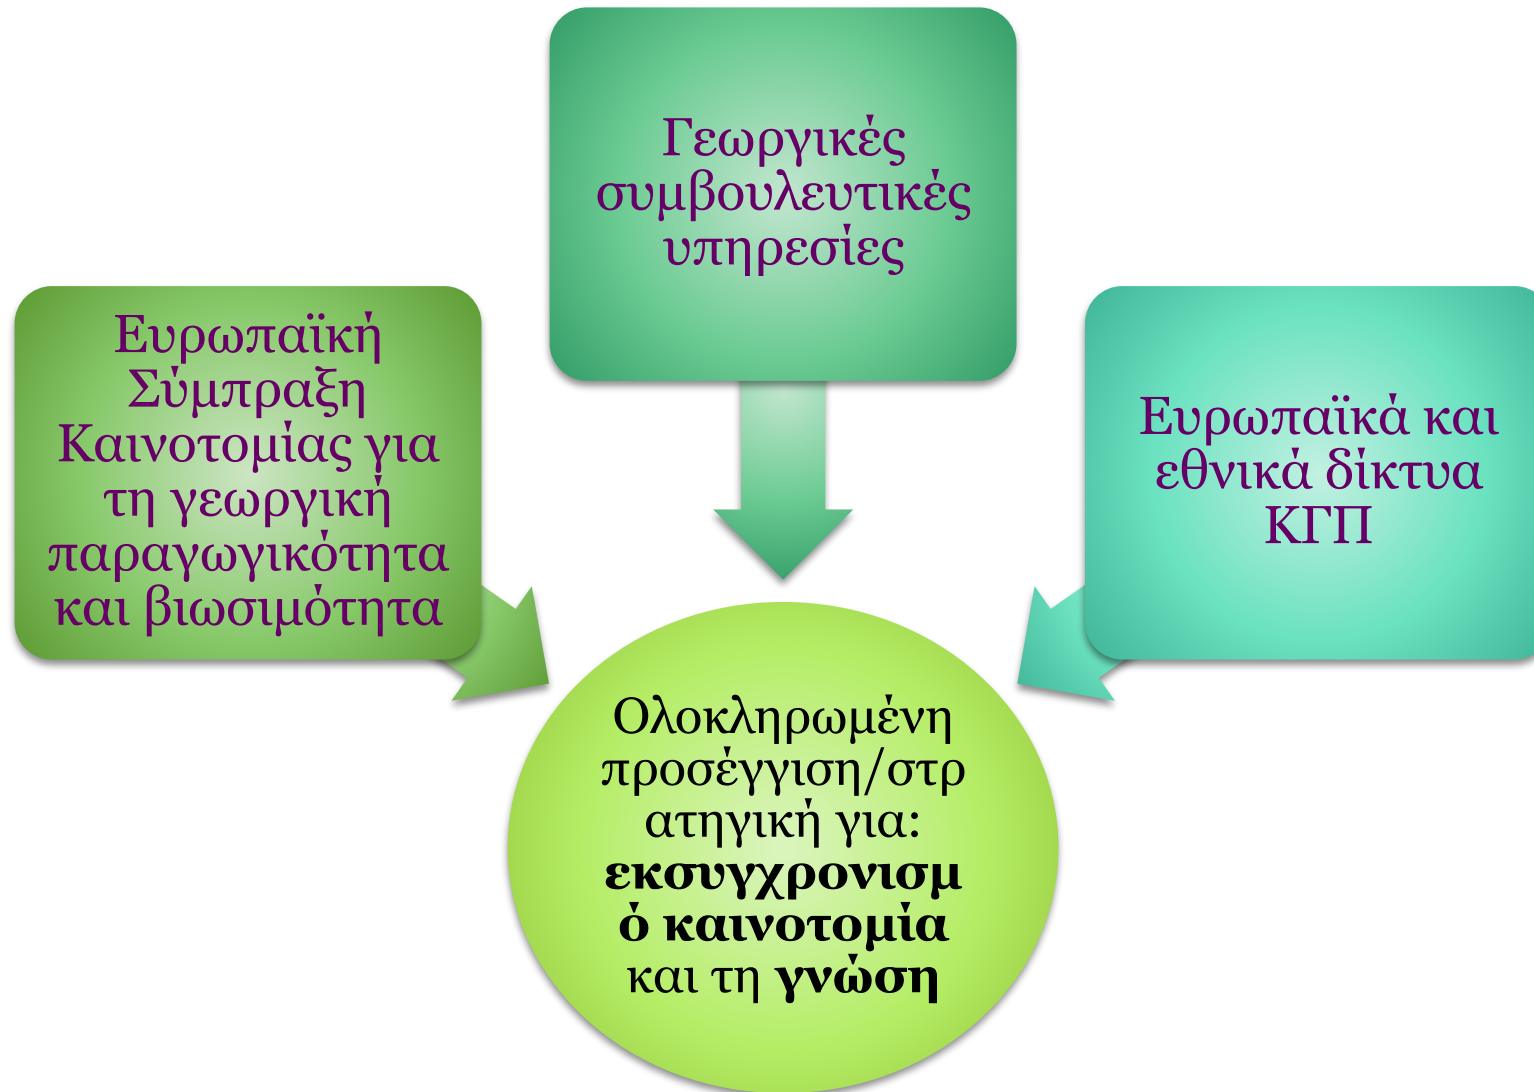 Γεωργικές
συμβουλευτικές
υπηρεσίες
Ευρωπαϊκή
Σύμπραξη
Καινοτομίας για
τη γεωργική
παραγωγικότητα
και βιωσιμότητα
Ευρωπαϊκά και
εθνικά δίκτυα
ΚΓΠ
Ολοκληρωμένη
προσέγγιση/στρ
ατηγική για:
εκσυγχρονισμ
ό καινοτομία
και τη γνώση